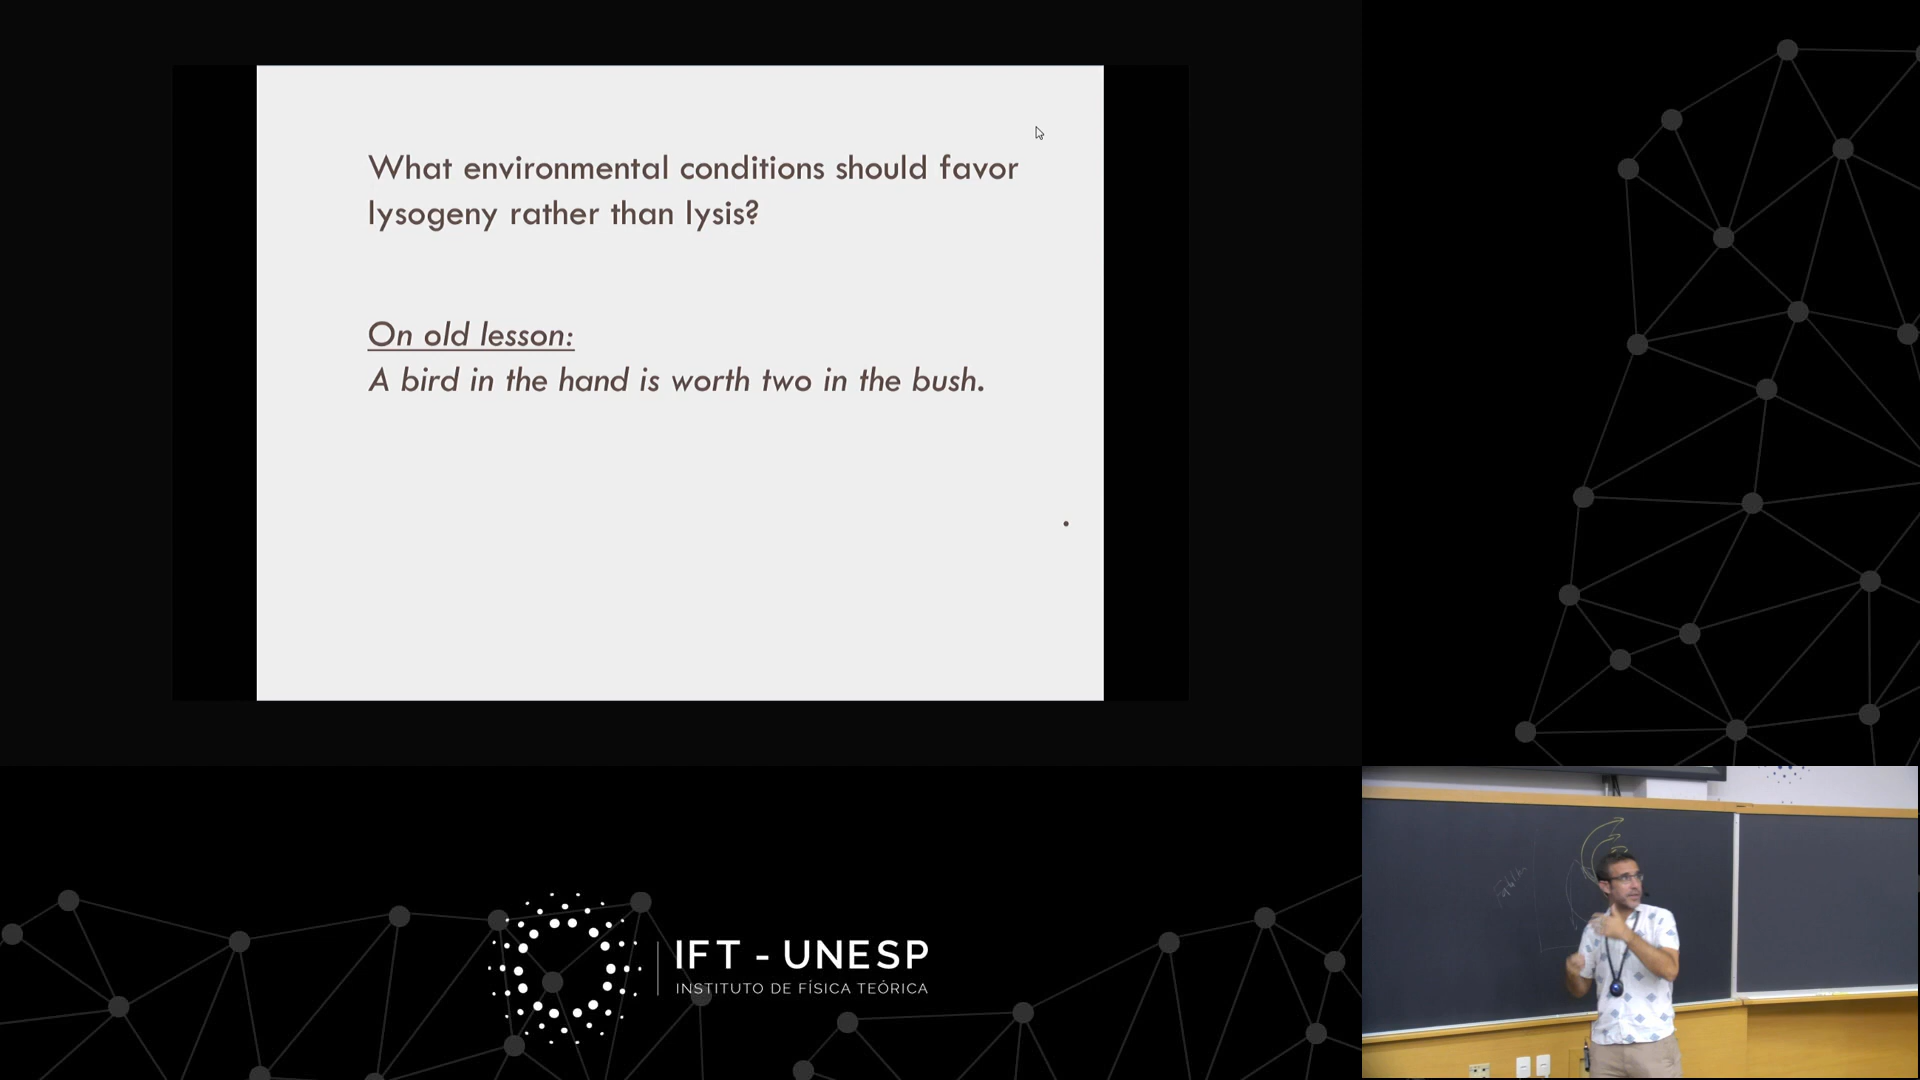 What environmental conditions should favor
lysogeny rather than lysis?
On old lesson:
A bird in the hand is worth two in the bush.
IFT - UNESP
INSTITUTO DE FÍSICA TEÓRICA